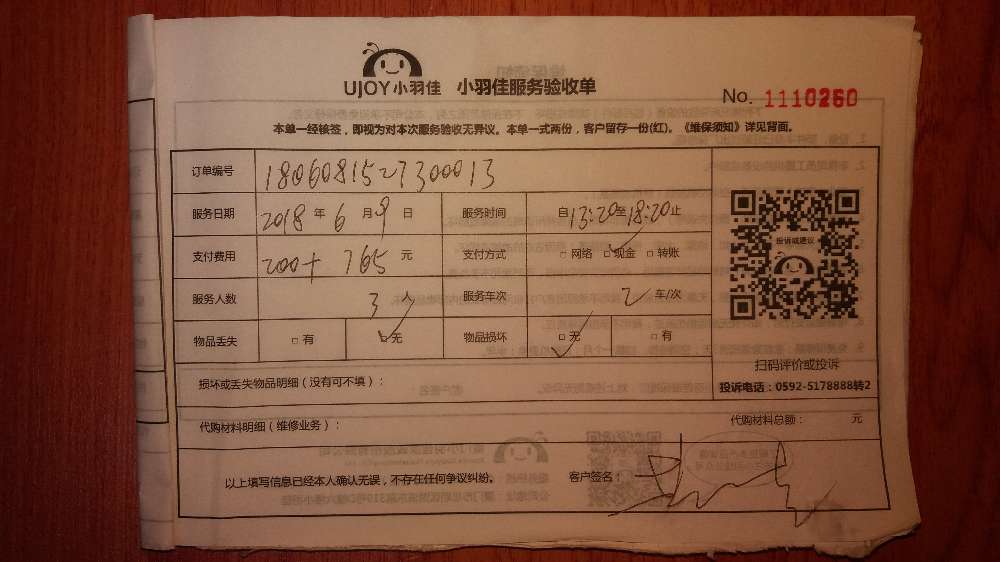 UJOY小羽佳 小羽佳服务验收单
No. 1110260
本单一经核签，即视为对本次服务验收无异议。本单一式两份，客户留存一份(红)。《维保须知》详见背面。
订单编号 1806081527300013
服务日期 2018 年 6 月 9 日 服务时间 自 13:20 至 18:20 止
支付费用 200+ 765 元 支付方式 □ 网络 □ 现金 □ 转账
服务人数 3 人 服务车次 2 车/次
物品丢失 □ 有 □ 无 物品损坏 □ 无 □ 有
投诉或建议
扫码评价或投诉
投诉电话：0592-5178888转2
损坏或丢失物品明细（没有可不填）：
代购材料明细（维修业务）： 代购材料总额： 元
以上填写信息已经本人确认无误，不存在任何争议纠纷。 客户签名：